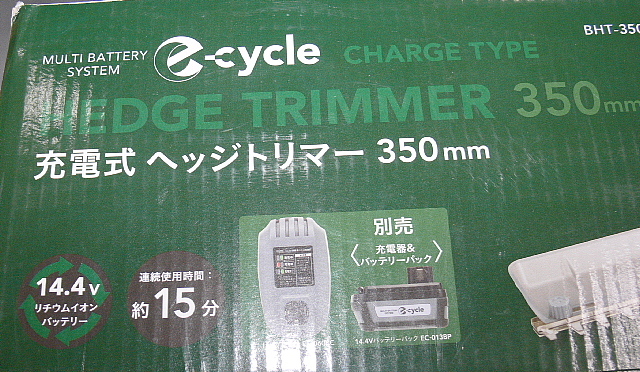 MULTI BATTERY
SYSTEM
e-cycle
CHARGE TYPE
BHT-350
HEDGE TRIMMER 350mm
充電式 ヘッジトリマー 350mm
14.4V
リチウムイオン
バッテリー
連続使用時間:
約15分
別売
〈充電器&
バッテリーパック〉
e-cycle
14.4Vバッテリーパック EC-013BP